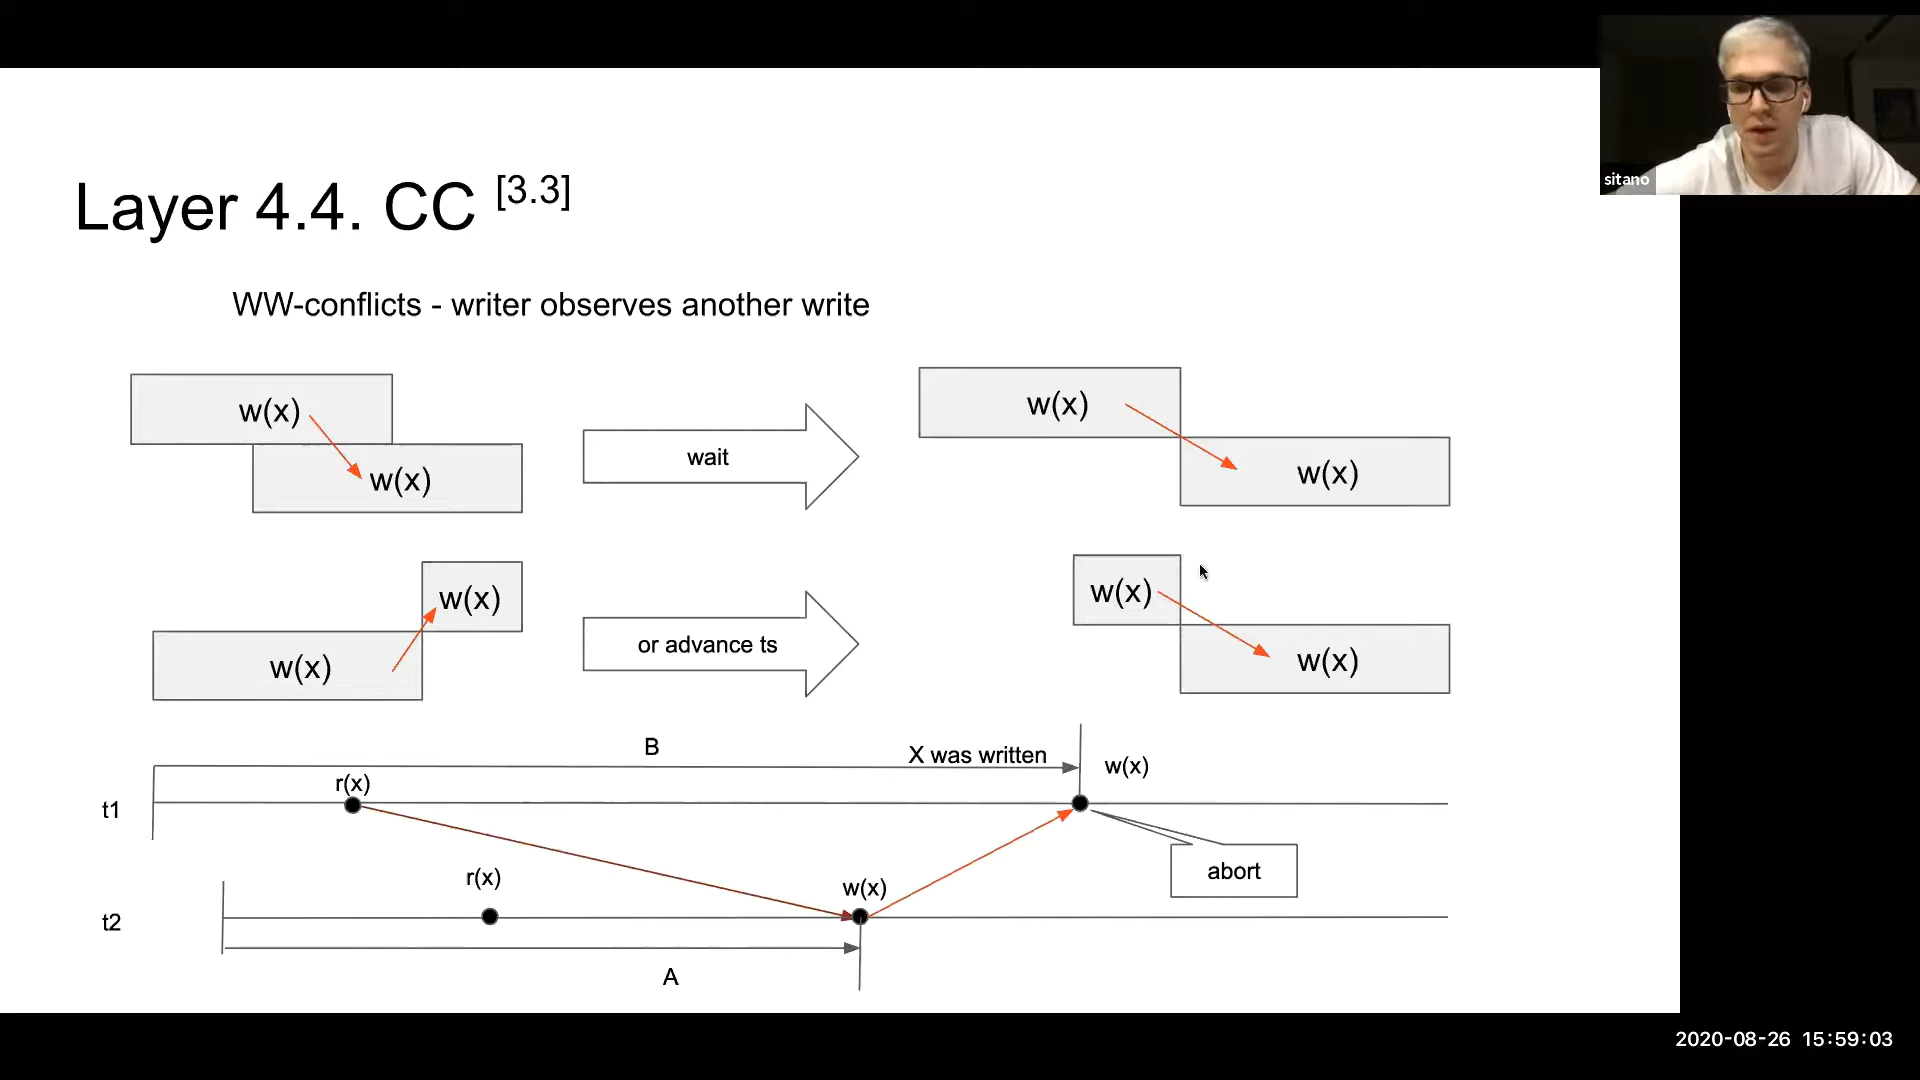 sitano
Layer 4.4. CC [3.3]
WW-conflicts - writer observes another write
w(x)
w(x)
wait
w(x)
w(x)
w(x)
w(x)
or advance ts
w(x)
w(x)
B
X was written
w(x)
r(x)
t1
abort
r(x)
w(x)
t2
A
2020-08-26 15:59:03